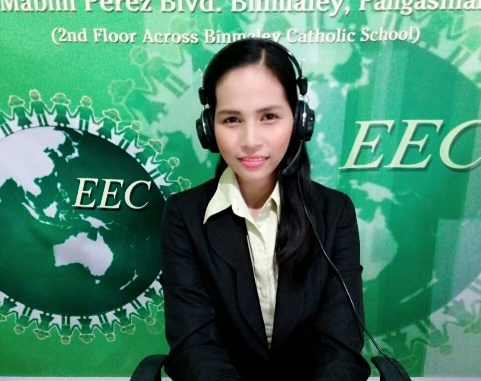 Mabini Perez Blvd. Binmaley, Pangasinan
(2nd Floor Across Binmaley Catholic School)
EEC
EEC